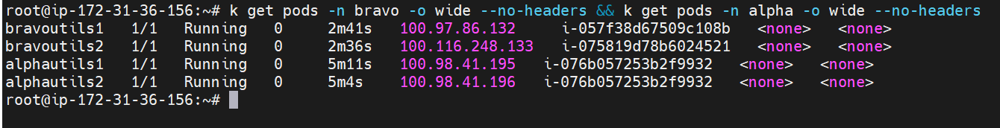 root@ip-172-31-36-156:~# k get pods -n bravo -o wide --no-headers && k get pods -n alpha -o wide --no-headers
bravoutils1   1/1   Running   0     2m41s   100.97.86.132     i-057f38d67509c108b   <none>   <none>
bravoutils2   1/1   Running   0     2m36s   100.116.248.133   i-075819d78b6024521   <none>   <none>
alphautils1   1/1   Running   0     5m11s   100.98.41.195   i-076b057253b2f9932   <none>   <none>
alphautils2   1/1   Running   0     5m4s    100.98.41.196   i-076b057253b2f9932   <none>   <none>
root@ip-172-31-36-156:~#